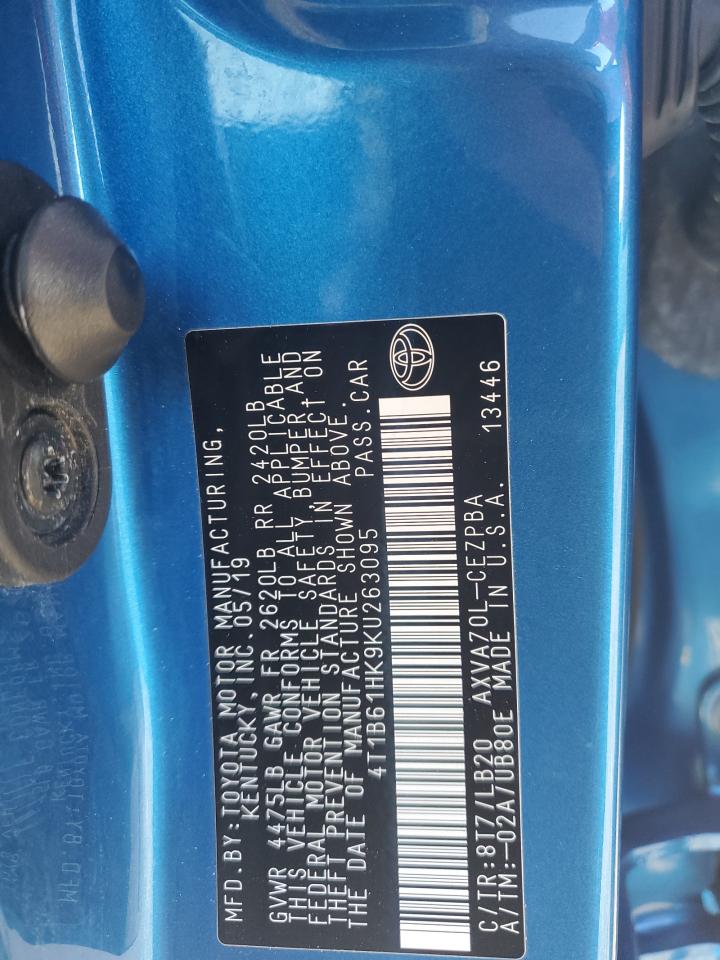 MFD.BY:TOYOTA MOTOR MANUFACTURING,
KENTUCKY, INC. 05/19
GVWR 4475LB GAWR FR 2620LB RR 2420LB
THIS VEHICLE CONFORMS TO ALL APPLICABLE
FEDERAL MOTOR VEHICLE SAFETY, BUMPER, AND
THEFT PREVENTION STANDARDS IN EFFECT ON
THE DATE OF MANUFACTURE SHOWN ABOVE.
4T1B61HK9KU263095 PASS.CAR
C/TR:8T7/LB20 AXVA70L-CEZPBA
A/TM:-02A/UB80E MADE IN U.S.A. 13446